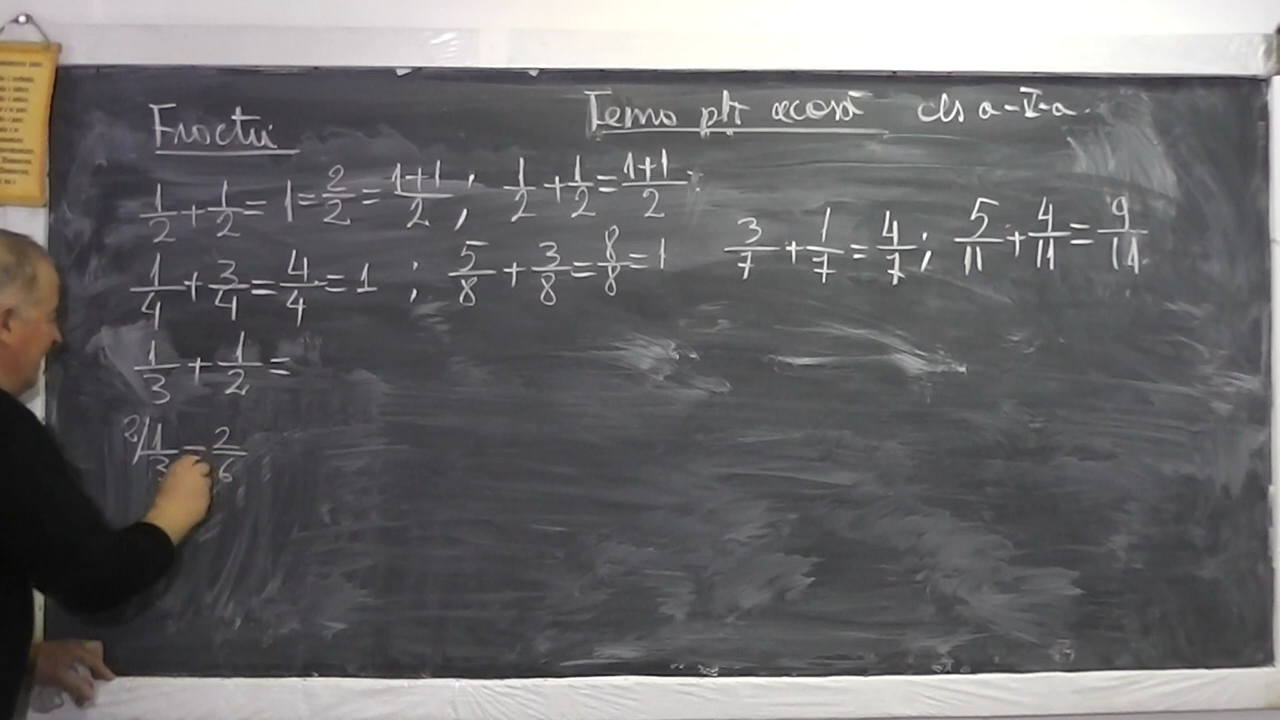 Fractii
Tema ptr acasă cls a-V-a
1/2 + 1/2 = 1 = 2/2 = (1+1)/2 ; 1/2 + 1/2 = (1+1)/2
3/7 + 1/7 = 4/7 ; 5/11 + 4/11 = 9/11
1/4 + 3/4 = 4/4 = 1 ; 5/8 + 3/8 = 8/8 = 1
1/3 + 1/2 =
2/ 1/3 = 2/6